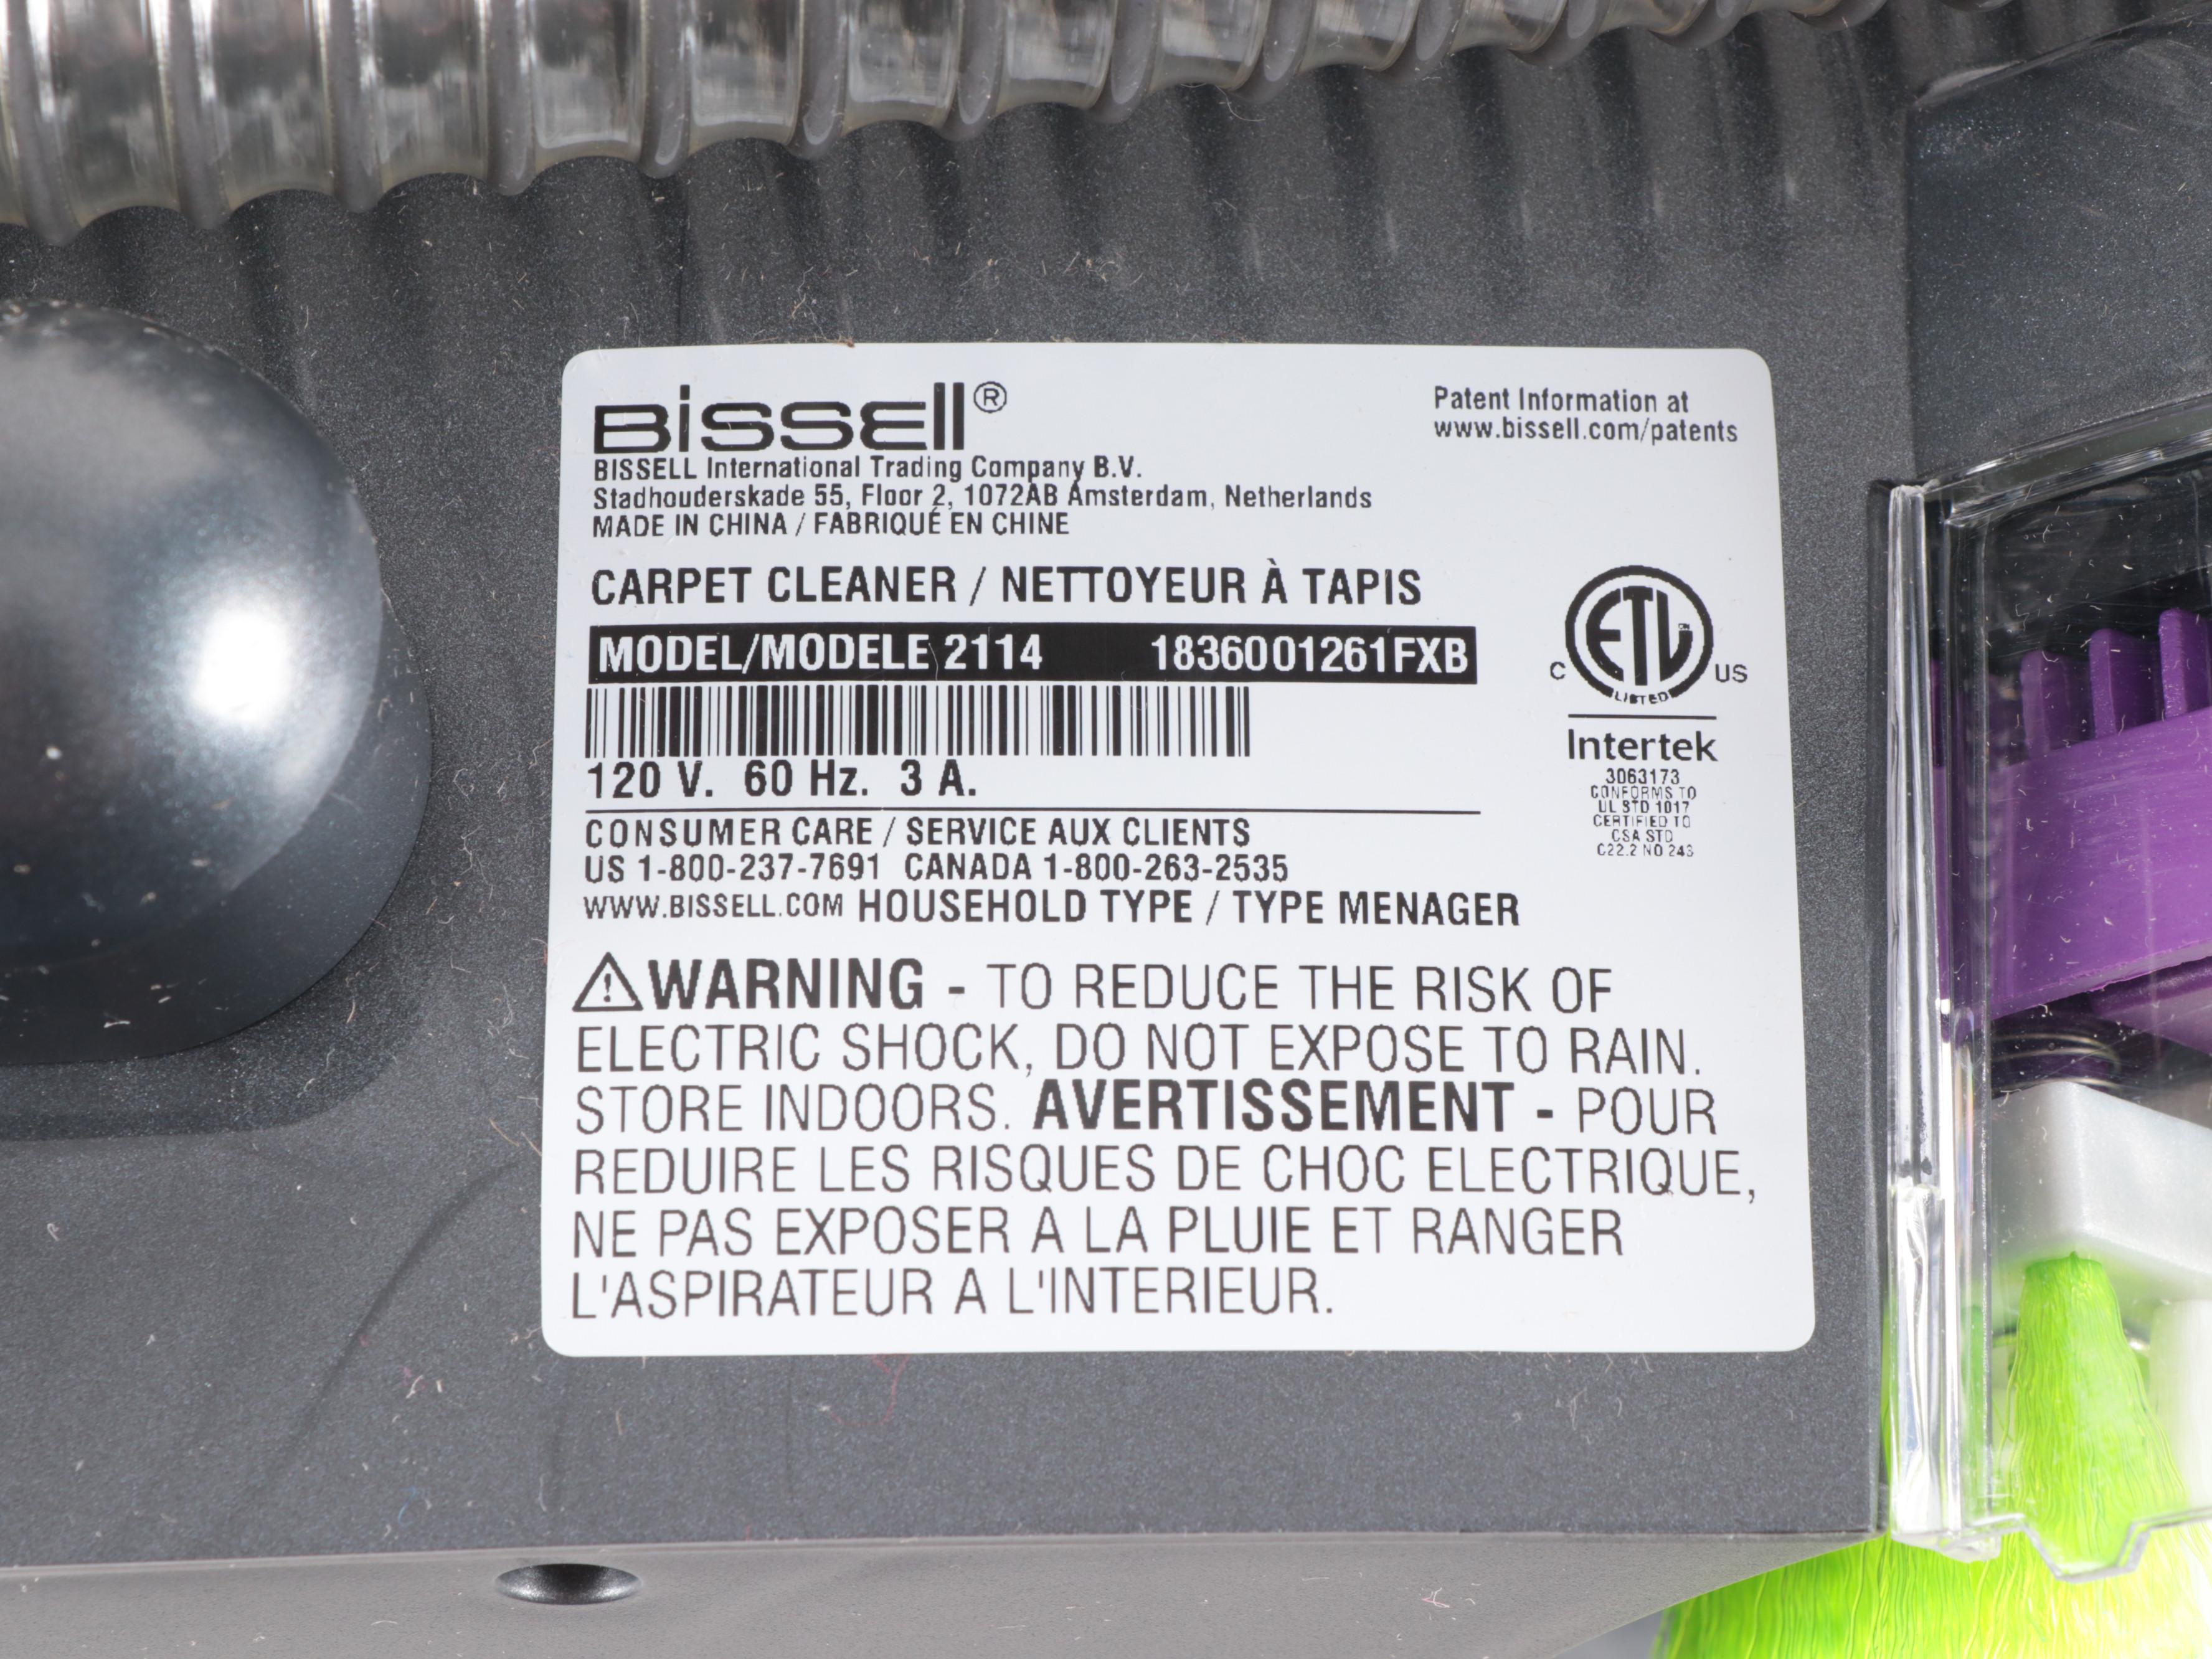 BISSELL®
Patent Information at
www.bissell.com/patents
BISSELL International Trading Company B.V.
Stadhouderskade 55, Floor 2, 1072AB Amsterdam, Netherlands
MADE IN CHINA / FABRIQUÉ EN CHINE
CARPET CLEANER / NETTOYEUR À TAPIS
MODEL/MODELE 2114 1836001261FXB
120 V. 60 Hz. 3 A.
C ETL US
LISTED
Intertek
3063173
CONFORMS TO
UL STD 1017
CERTIFIED TO
CSA STD
C22.2 NO 243
CONSUMER CARE / SERVICE AUX CLIENTS
US 1-800-237-7691 CANADA 1-800-263-2535
WWW.BISSELL.COM HOUSEHOLD TYPE / TYPE MENAGER
⚠WARNING - TO REDUCE THE RISK OF
ELECTRIC SHOCK, DO NOT EXPOSE TO RAIN.
STORE INDOORS. AVERTISSEMENT - POUR
REDUIRE LES RISQUES DE CHOC ELECTRIQUE,
NE PAS EXPOSER A LA PLUIE ET RANGER
L'ASPIRATEUR A L'INTERIEUR.